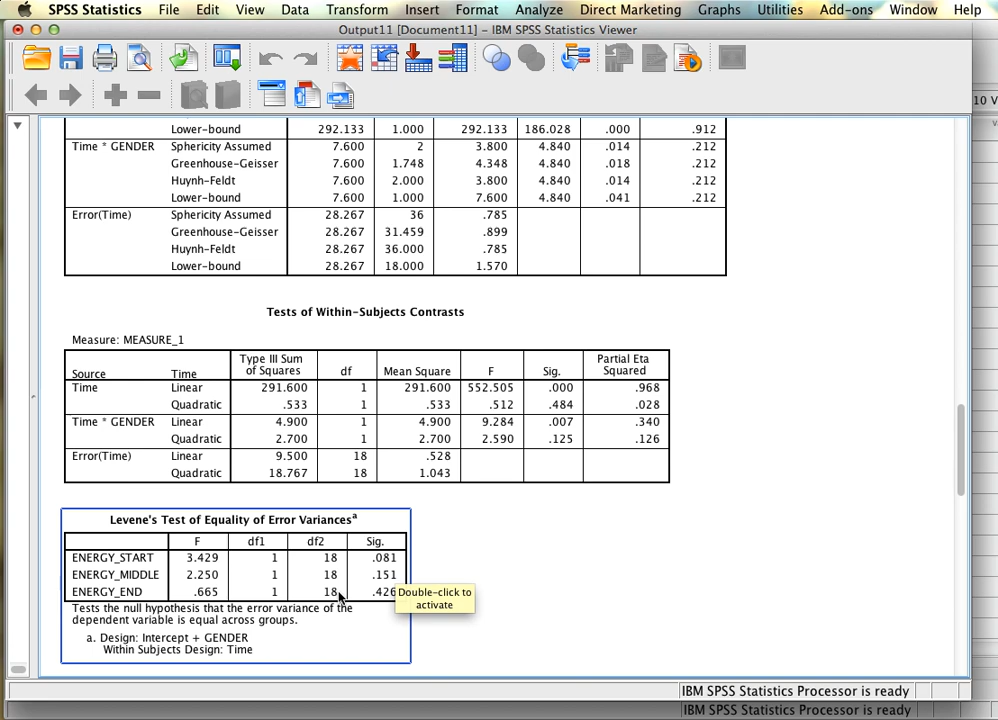 SPSS Statistics File Edit View Data Transform Insert Format Analyze Direct Marketing Graphs Utilities Add-ons Window Help
Output11 [Document11] – IBM SPSS Statistics Viewer
10 V
Lower-bound 292.133 1.000 292.133 186.028 .000 .912
Time * GENDER Sphericity Assumed 7.600 2 3.800 4.840 .014 .212
Greenhouse-Geisser 7.600 1.748 4.348 4.840 .018 .212
Huynh-Feldt 7.600 2.000 3.800 4.840 .014 .212
Lower-bound 7.600 1.000 7.600 4.840 .041 .212
Error(Time) Sphericity Assumed 28.267 36 .785
Greenhouse-Geisser 28.267 31.459 .899
Huynh-Feldt 28.267 36.000 .785
Lower-bound 28.267 18.000 1.570
Tests of Within-Subjects Contrasts
Measure: MEASURE_1
Source Time Type III Sum of Squares df Mean Square F Sig. Partial Eta Squared
Time Linear 291.600 1 291.600 552.505 .000 .968
Quadratic .533 1 .533 .512 .484 .028
Time * GENDER Linear 4.900 1 4.900 9.284 .007 .340
Quadratic 2.700 1 2.700 2.590 .125 .126
Error(Time) Linear 9.500 18 .528
Quadratic 18.767 18 1.043
Levene's Test of Equality of Error Variancesa
F df1 df2 Sig.
ENERGY_START 3.429 1 18 .081
ENERGY_MIDDLE 2.250 1 18 .151
ENERGY_END .665 1 18 .426
Double-click to
activate
Tests the null hypothesis that the error variance of the
dependent variable is equal across groups.
a. Design: Intercept + GENDER
Within Subjects Design: Time
IBM SPSS Statistics Processor is ready
IBM SPSS Statistics Processor is ready